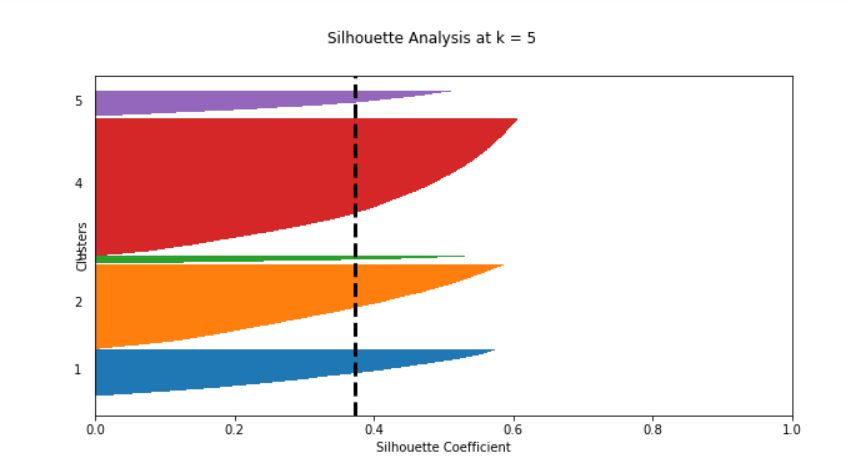 Silhouette Analysis at k = 5
5
4
Clusters
2
1
0.0 0.2 0.4 0.6 0.8 1.0
Silhouette Coefficient